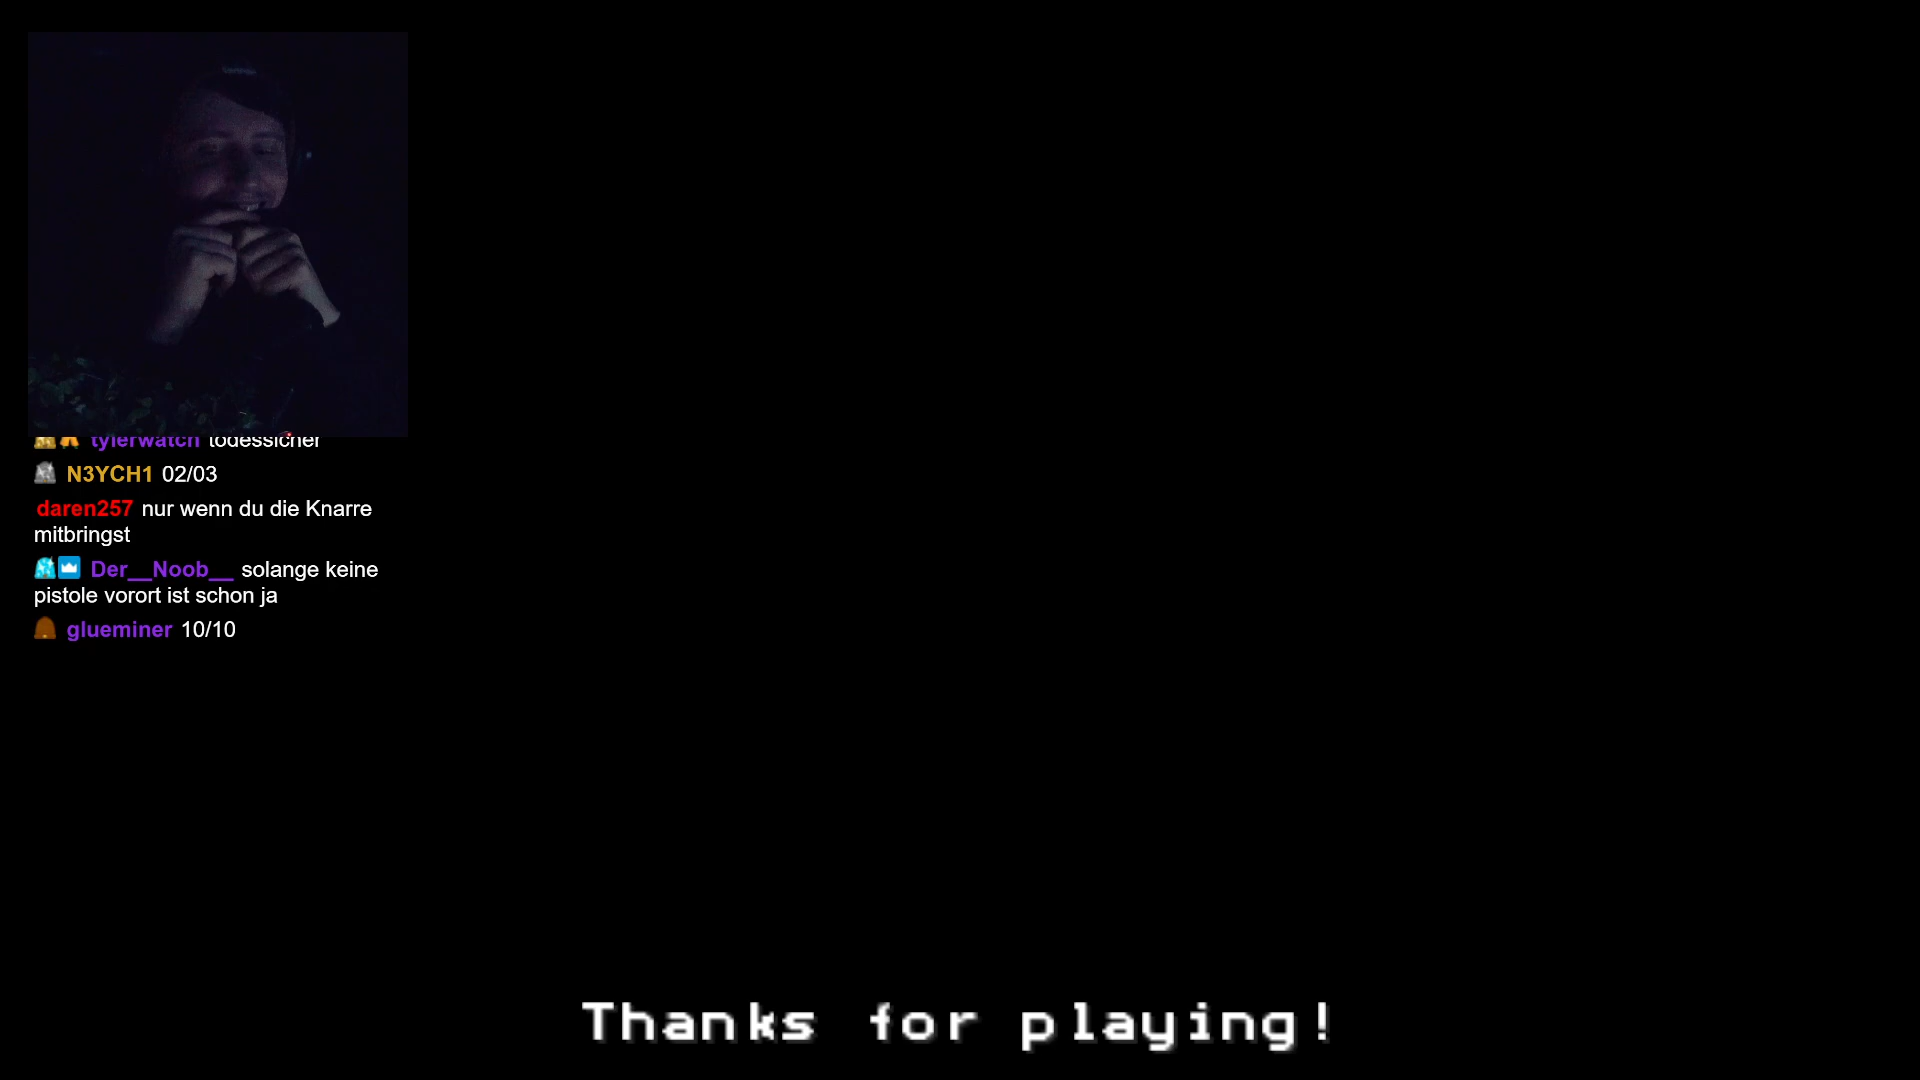 tylerwatch todessicher
N3YCH1 02/03
daren257 nur wenn du die Knarre
mitbringst
Der__Noob__ solange keine
pistole vorort ist schon ja
glueminer 10/10
Thanks for playing!